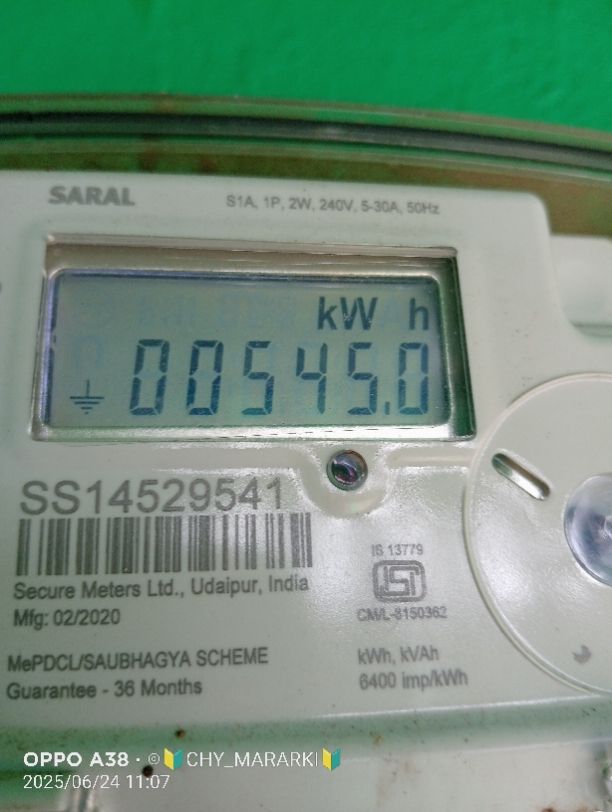 SARAL
S1A, 1P, 2W, 240V, 5-30A, 50Hz
kW h
00545.0
SS14529541
Secure Meters Ltd., Udaipur, India
Mfg: 02/2020
IS 13779
ISI
CM/L-8150362
MePDCL/SAUBHAGYA SCHEME
Guarantee - 36 Months
kWh, kVAh
6400 imp/kWh
OPPO A38 · ©🔰CHY_MARARKI🔰
2025/06/24 11:07